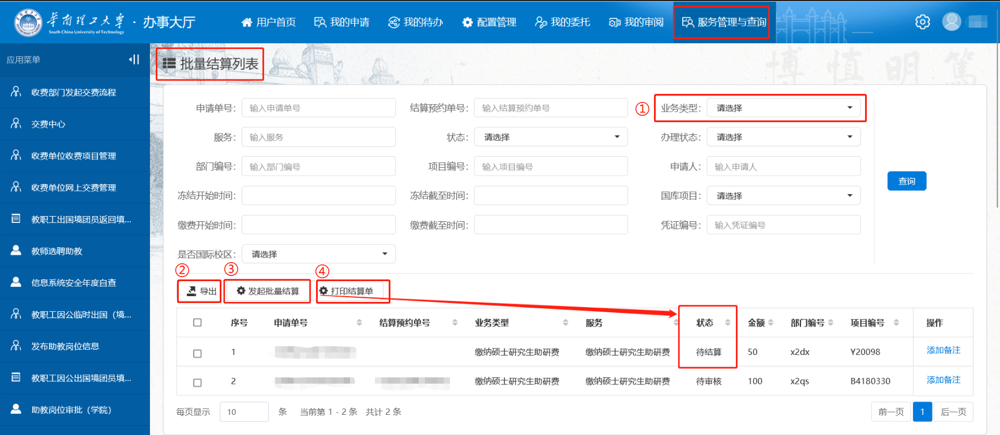 华南理工大学 · 办事大厅
South China University of Technology
用户首页 我的申请 我的待办 配置管理 我的委托 我的审阅 服务管理与查询
应用菜单
收费部门发起交费流程
交费中心
收费单位收费项目管理
收费单位网上交费管理
教职工出国境团员返回填...
教师选聘助教
信息系统安全年度自查
教职工因公临时出国（境...
发布助教岗位信息
教职工因公出国境团员填...
助教岗位审批（学院）
批量结算列表
博 慎 明 笃
申请单号: 输入申请单号 结算预约单号: 输入结算预约单号 ① 业务类型: 请选择
服务: 输入服务 状态: 请选择 办理状态: 请选择
部门编号: 输入部门编号 项目编号: 输入项目编号 申请人: 输入申请人
查询
冻结开始时间: 冻结截至时间: 国库项目: 请选择
缴费开始时间: 缴费截至时间: 凭证编号: 输入凭证编号
是否国际校区: 请选择
② ③ ④
导出 发起批量结算 打印结算单
序号 申请单号 结算预约单号 业务类型 服务 状态 金额 部门编号 项目编号 操作
1 缴纳硕士研究生助研费 缴纳硕士研究生助研费 待结算 50 x2dx Y20098 添加备注
2 缴纳硕士研究生助研费 缴纳硕士研究生助研费 待审核 100 x2qs B4180330 添加备注
每页显示 10 条 当前第 1 - 2 条 共计 2 条 前一页 1 后一页